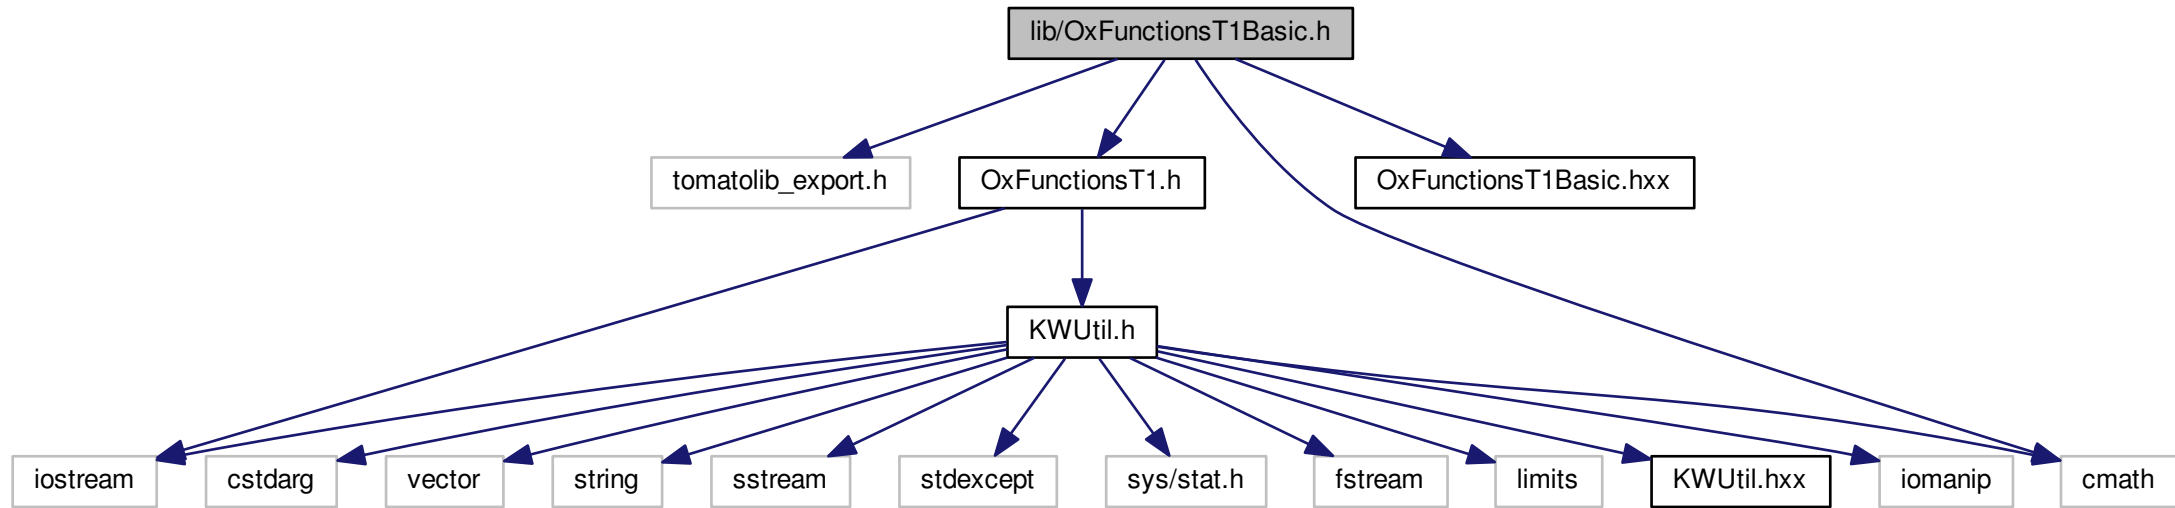 lib/OxFunctionsT1Basic.h
tomatolib_export.h
OxFunctionsT1.h
OxFunctionsT1Basic.hxx
KWUtil.h
iostream
cstdarg
vector
string
sstream
stdexcept
sys/stat.h
fstream
limits
KWUtil.hxx
iomanip
cmath